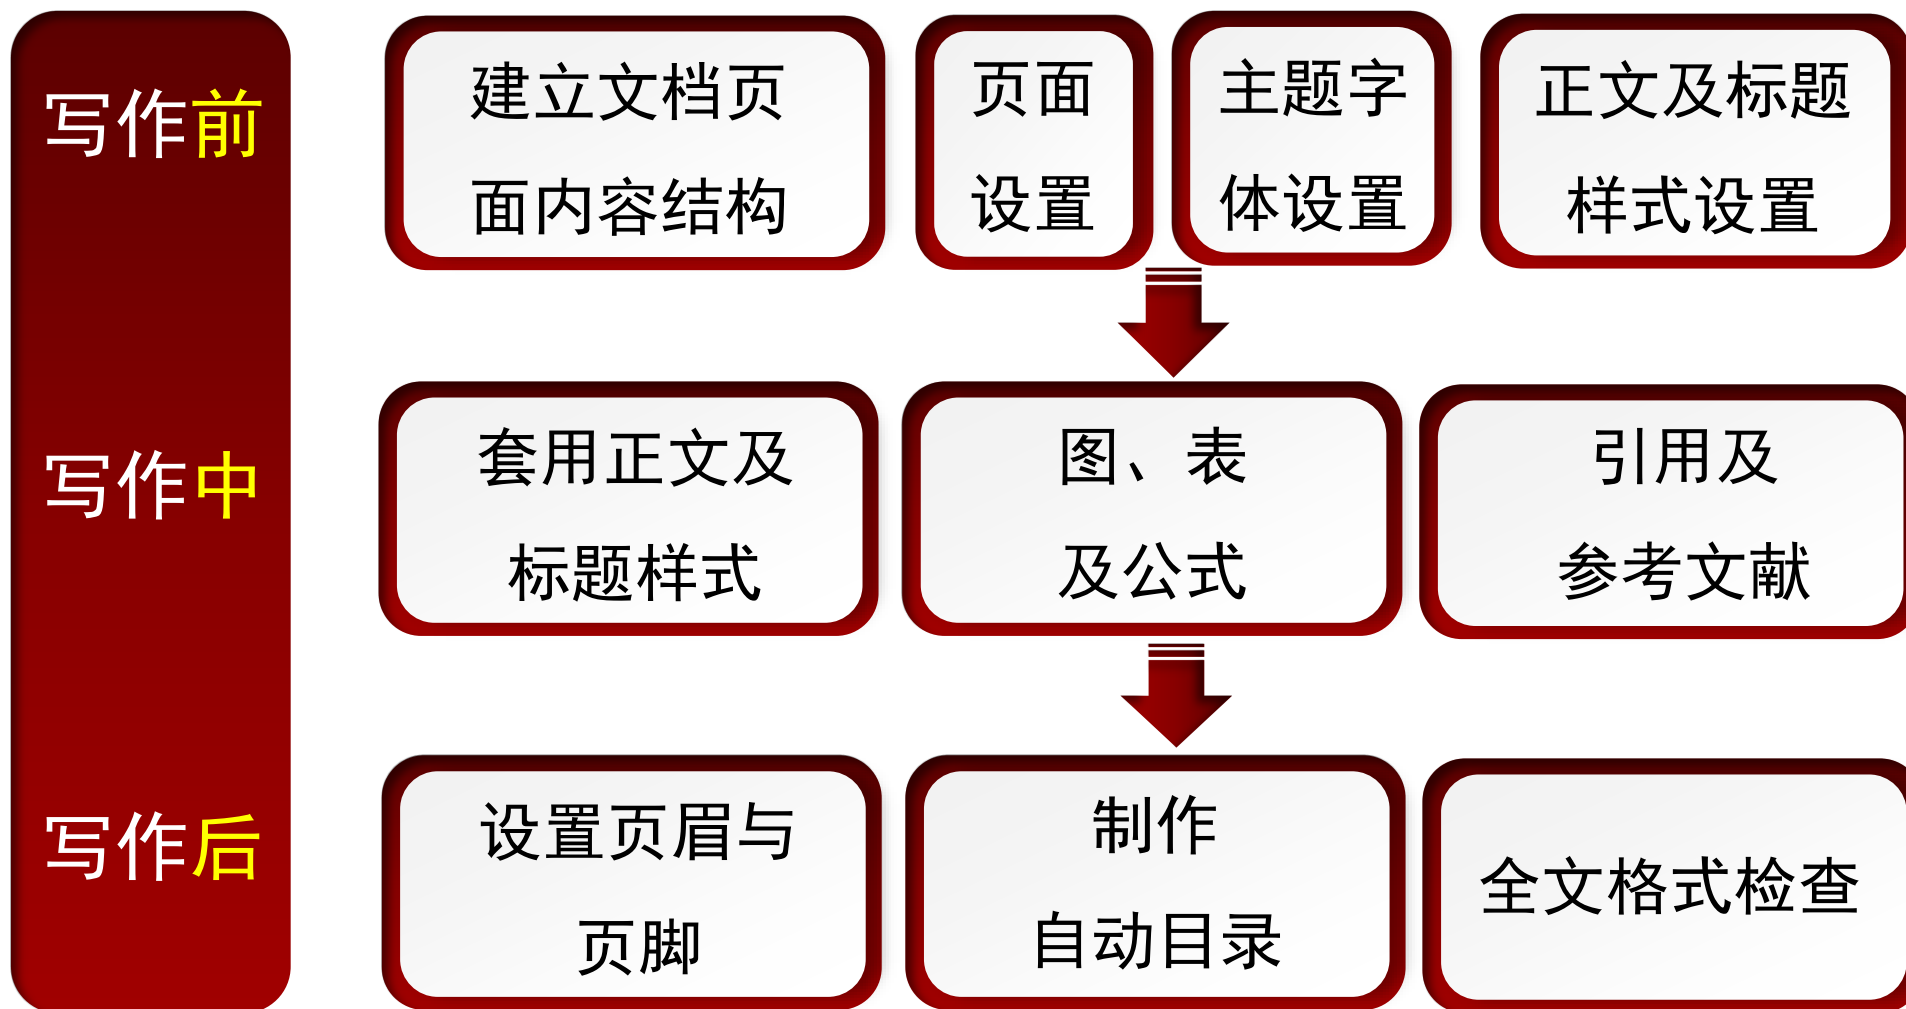 写作前
建立文档页
面内容结构
页面
设置
主题字
体设置
正文及标题
样式设置
写作中
套用正文及
标题样式
图、表
及公式
引用及
参考文献
写作后
设置页眉与
页脚
制作
自动目录
全文格式检查